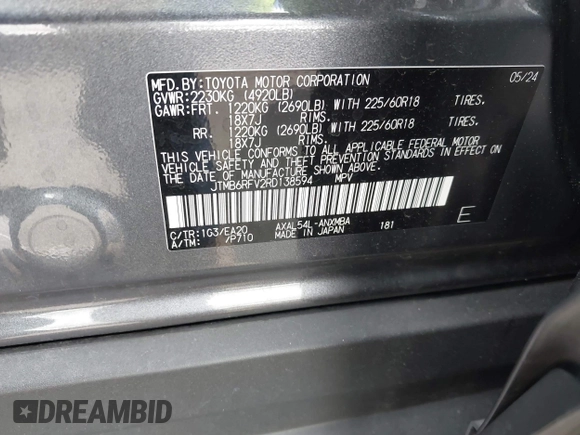 MFD. BY: TOYOTA MOTOR CORPORATION 05/24
GVWR: 2230KG (4920LB)
GAWR: FRT. 1220KG (2690LB) WITH 225/60R18 TIRES.
18X7J RIMS.
RR. 1220KG (2690LB) WITH 225/60R18 TIRES.
18X7J RIMS.
THIS VEHICLE CONFORMS TO ALL APPLICABLE FEDERAL MOTOR
VEHICLE SAFETY AND THEFT PREVENTION STANDARDS IN EFFECT ON
THE DATE OF MANUFACTURE SHOWN ABOVE.
JTMB6RFV2RD138594 MPV
C/TR: 1G3/EA20 AXAL54L-ANXMBA 181 E
A/TM: /P710 MADE IN JAPAN
DREAMBID